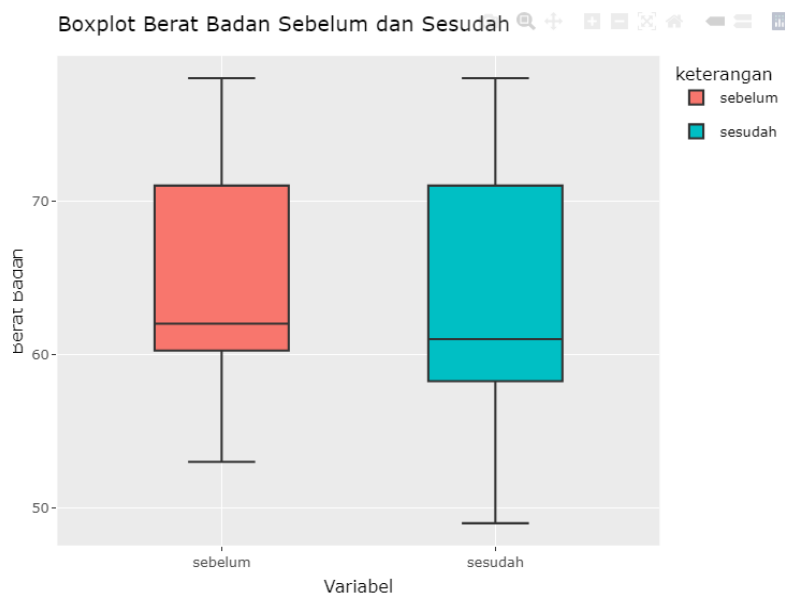 Boxplot Berat Badan Sebelum dan Sesudah
keterangan
sebelum
sesudah
Berat Badan
70
60
50
sebelum
sesudah
Variabel